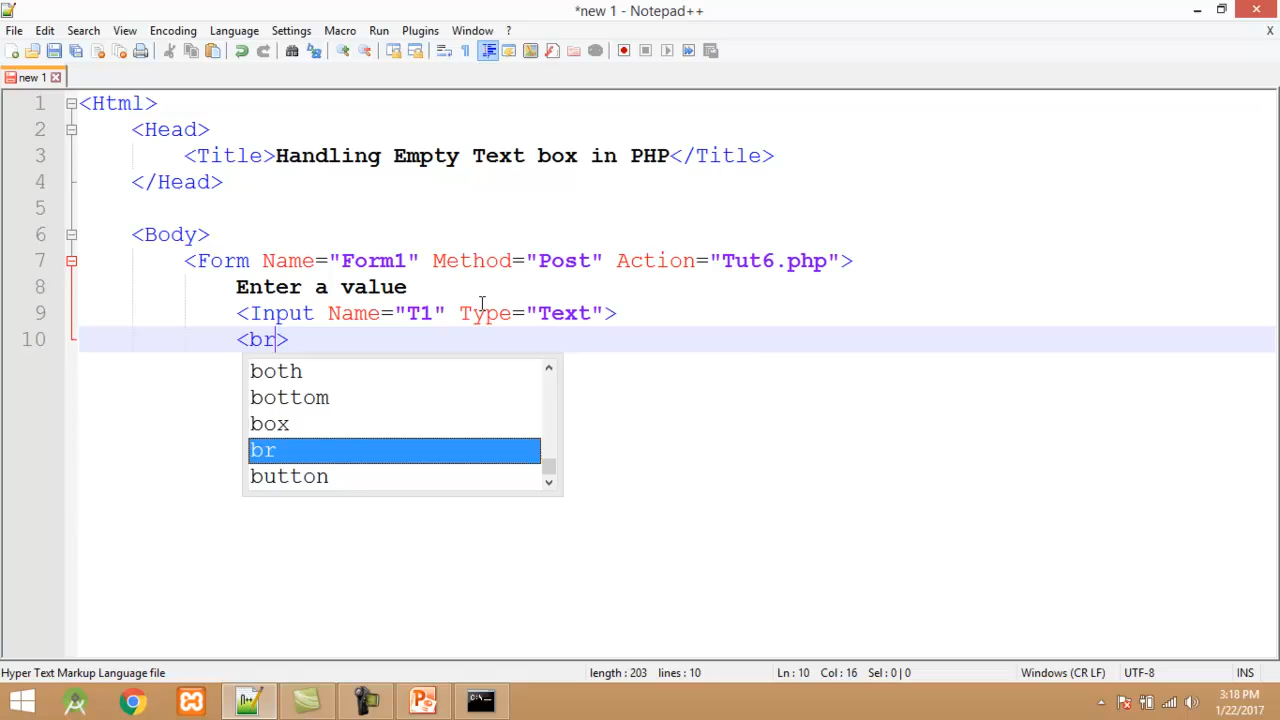 *new 1 - Notepad++
File Edit Search View Encoding Language Settings Macro Run Plugins Window ? X
new 1
1 <Html>
2 <Head>
3 <Title>Handling Empty Text box in PHP</Title>
4 </Head>
5
6 <Body>
7 <Form Name="Form1" Method="Post" Action="Tut6.php">
8 Enter a value
9 <Input Name="T1" Type="Text">
10 <br>
both
bottom
box
br
button
Hyper Text Markup Language file length : 203 lines : 10 Ln : 10 Col : 16 Sel : 0 | 0 Windows (CR LF) UTF-8 INS
3:18 PM
1/22/2017